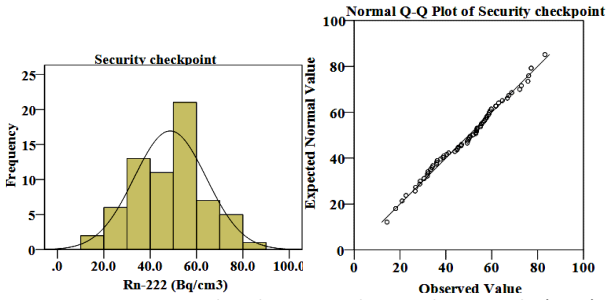 Security checkpoint
Frequency
25
20
15
10
5
0
.0 20.0 40.0 60.0 80.0 100.0
Rn-222 (Bq/cm3)
Normal Q-Q Plot of Security checkpoint
Expected Normal Value
100
80
60
40
20
0
0 20 40 60 80 100
Observed Value